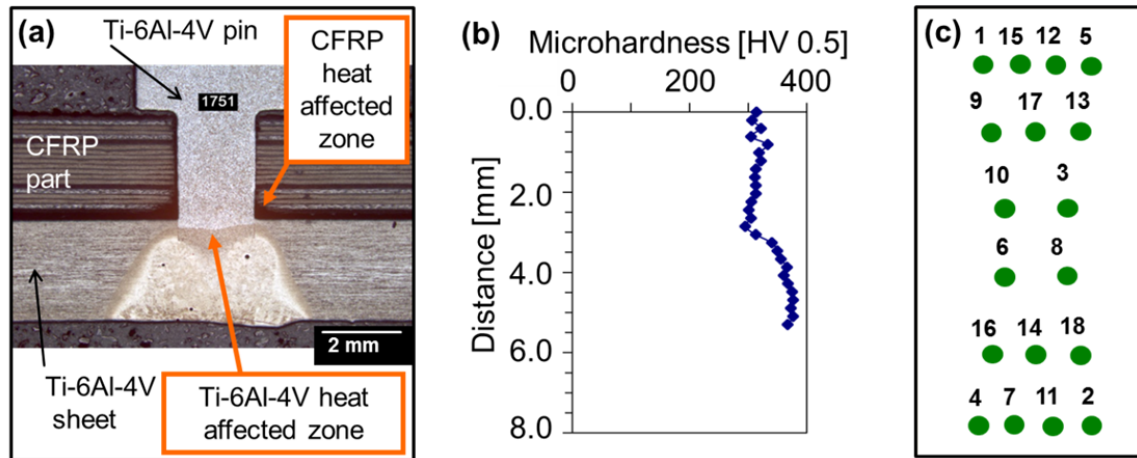 (a)
Ti-6Al-4V pin
1751
CFRP
heat
affected
zone
CFRP
part
2 mm
Ti-6Al-4V
sheet
Ti-6Al-4V heat
affected zone
(b)
Microhardness [HV 0.5]
0 200 400
Distance [mm]
0.0
2.0
4.0
6.0
8.0
(c)
1 15 12 5
9 17 13
10 3
6 8
16 14 18
4 7 11 2